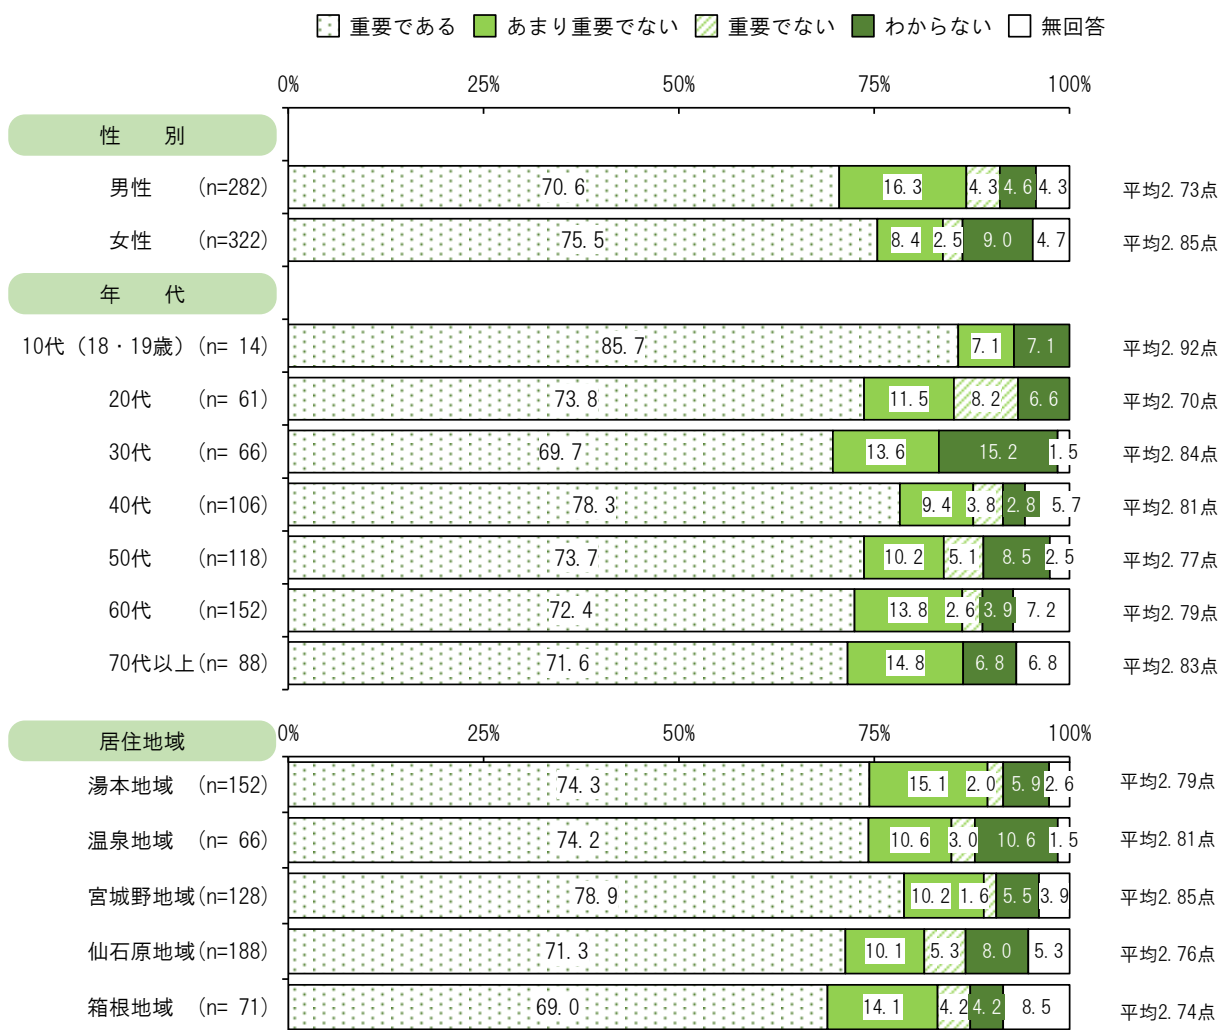 重要である あまり重要でない 重要でない わからない 無回答
0% 25% 50% 75% 100%
性　別
男性 (n=282) 70.6 16.3 4.3 4.6 4.3 平均2.73点
女性 (n=322) 75.5 8.4 2.5 9.0 4.7 平均2.85点
年　代
10代（18・19歳）(n= 14) 85.7 7.1 7.1 平均2.92点
20代 (n= 61) 73.8 11.5 8.2 6.6 平均2.70点
30代 (n= 66) 69.7 13.6 15.2 1.5 平均2.84点
40代 (n=106) 78.3 9.4 3.8 2.8 5.7 平均2.81点
50代 (n=118) 73.7 10.2 5.1 8.5 2.5 平均2.77点
60代 (n=152) 72.4 13.8 2.6 3.9 7.2 平均2.79点
70代以上(n= 88) 71.6 14.8 6.8 6.8 平均2.83点
居住地域 0% 25% 50% 75% 100%
湯本地域 (n=152) 74.3 15.1 2.0 5.9 2.6 平均2.79点
温泉地域 (n= 66) 74.2 10.6 3.0 10.6 1.5 平均2.81点
宮城野地域(n=128) 78.9 10.2 1.6 5.5 3.9 平均2.85点
仙石原地域(n=188) 71.3 10.1 5.3 8.0 5.3 平均2.76点
箱根地域 (n= 71) 69.0 14.1 4.2 4.2 8.5 平均2.74点